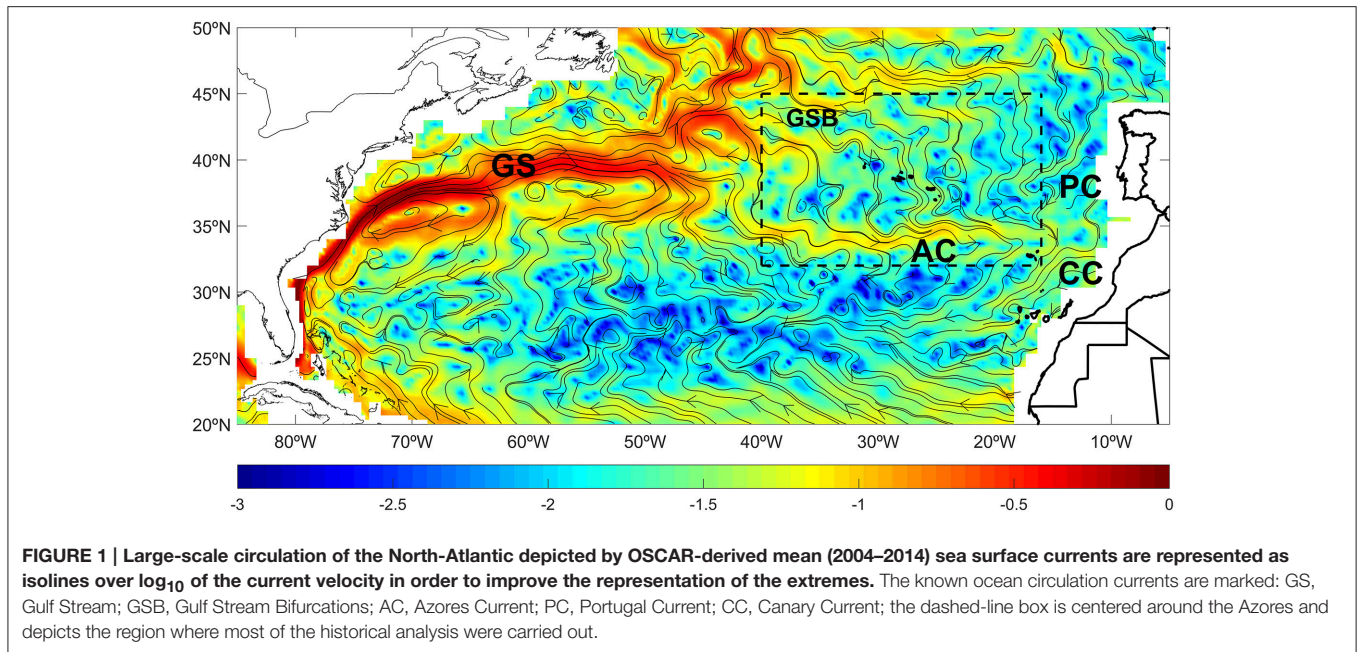 50ºN
45ºN
40ºN
35ºN
30ºN
25ºN
20ºN
GSB
GS
PC
AC
CC
80ºW 70ºW 60ºW 50ºW 40ºW 30ºW 20ºW 10ºW
-3 -2.5 -2 -1.5 -1 -0.5 0
FIGURE 1 | Large-scale circulation of the North-Atlantic depicted by OSCAR-derived mean (2004–2014) sea surface currents are represented as
isolines over log10 of the current velocity in order to improve the representation of the extremes. The known ocean circulation currents are marked: GS,
Gulf Stream; GSB, Gulf Stream Bifurcations; AC, Azores Current; PC, Portugal Current; CC, Canary Current; the dashed-line box is centered around the Azores and
depicts the region where most of the historical analysis were carried out.